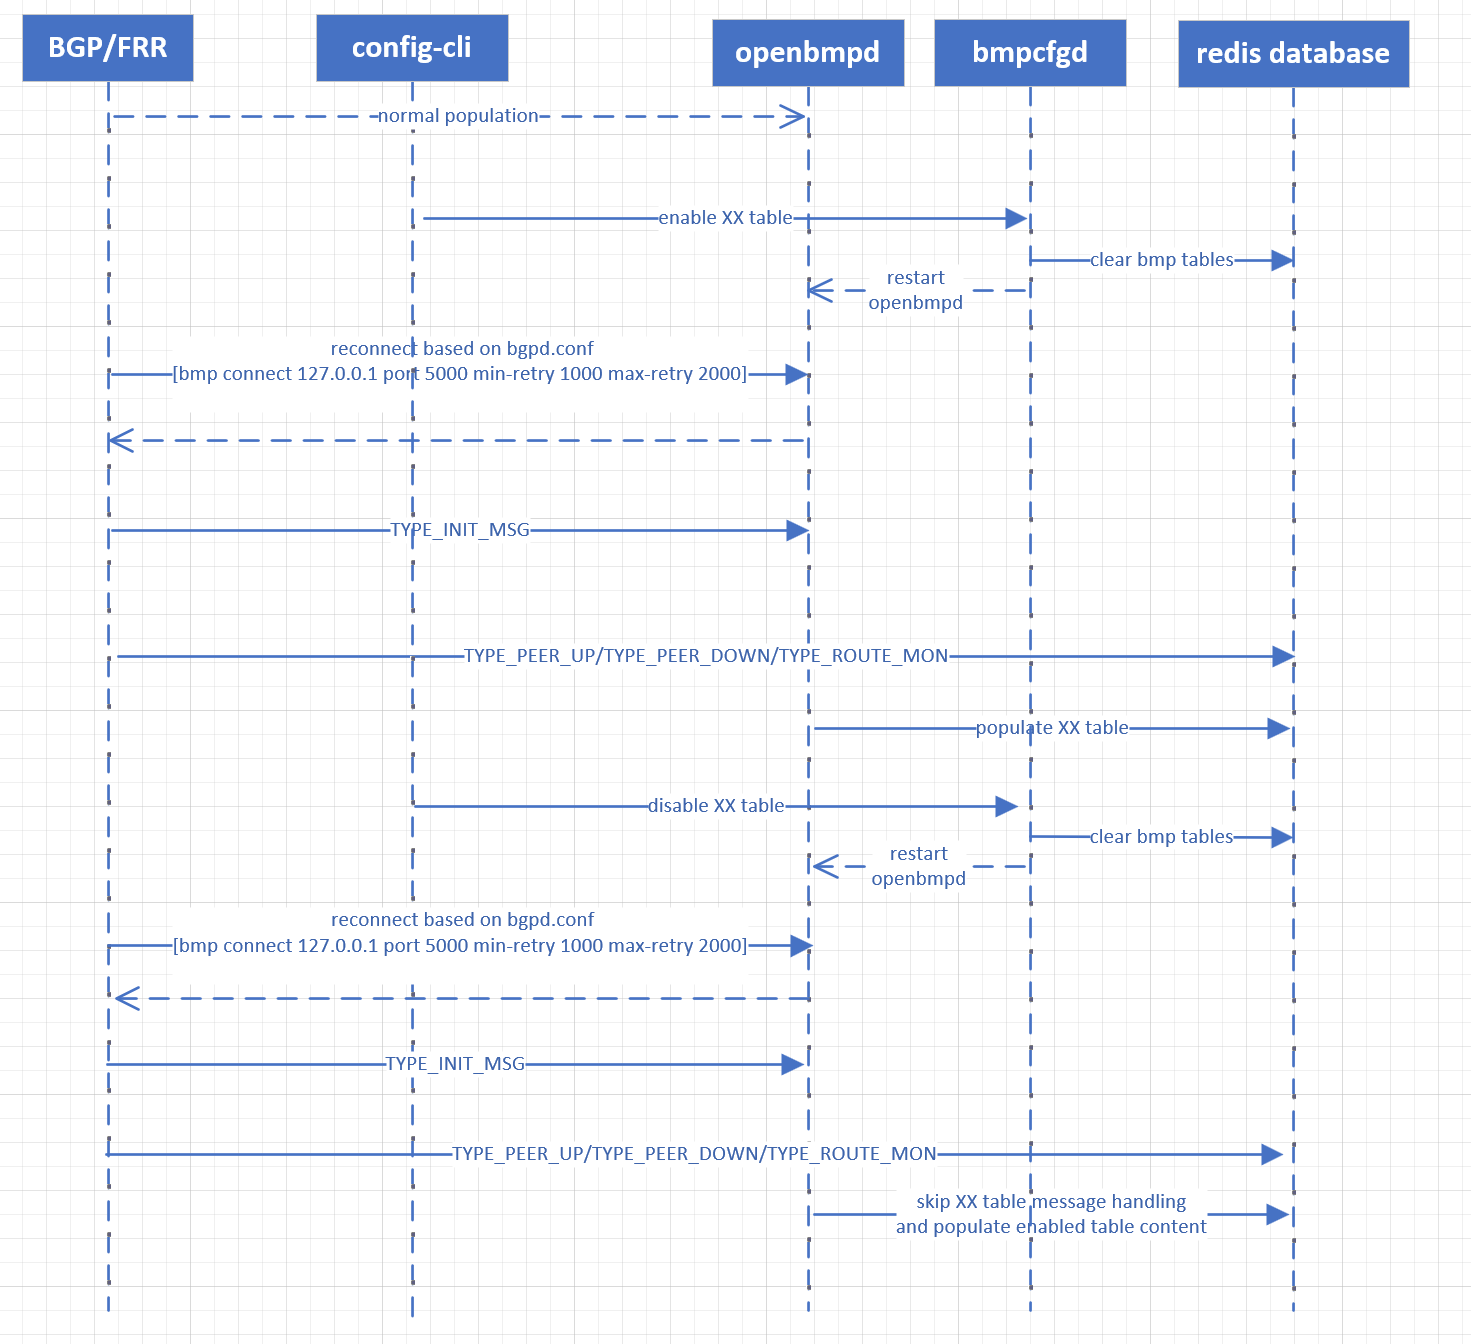 BGP/FRR
config-cli
openbmpd
bmpcfgd
redis database
normal population
enable XX table
clear bmp tables
restart
openbmpd
reconnect based on bgpd.conf
[bmp connect 127.0.0.1 port 5000 min-retry 1000 max-retry 2000]
TYPE_INIT_MSG
TYPE_PEER_UP/TYPE_PEER_DOWN/TYPE_ROUTE_MON
populate XX table
disable XX table
clear bmp tables
restart
openbmpd
reconnect based on bgpd.conf
[bmp connect 127.0.0.1 port 5000 min-retry 1000 max-retry 2000]
TYPE_INIT_MSG
TYPE_PEER_UP/TYPE_PEER_DOWN/TYPE_ROUTE_MON
skip XX table message handling
and populate enabled table content